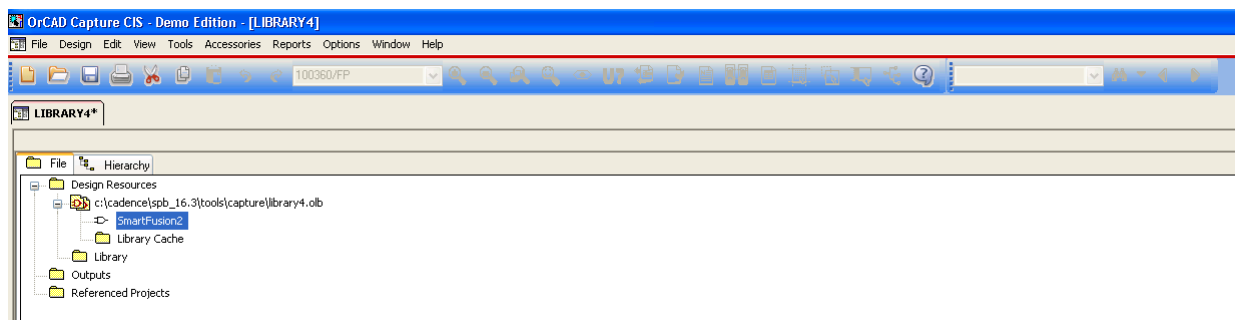 OrCAD Capture CIS - Demo Edition - [LIBRARY4]
File Design Edit View Tools Accessories Reports Options Window Help
100360/FP U?
LIBRARY4*
File Hierarchy
Design Resources
c:\cadence\spb_16.3\tools\capture\library4.olb
SmartFusion2
Library Cache
Library
Outputs
Referenced Projects